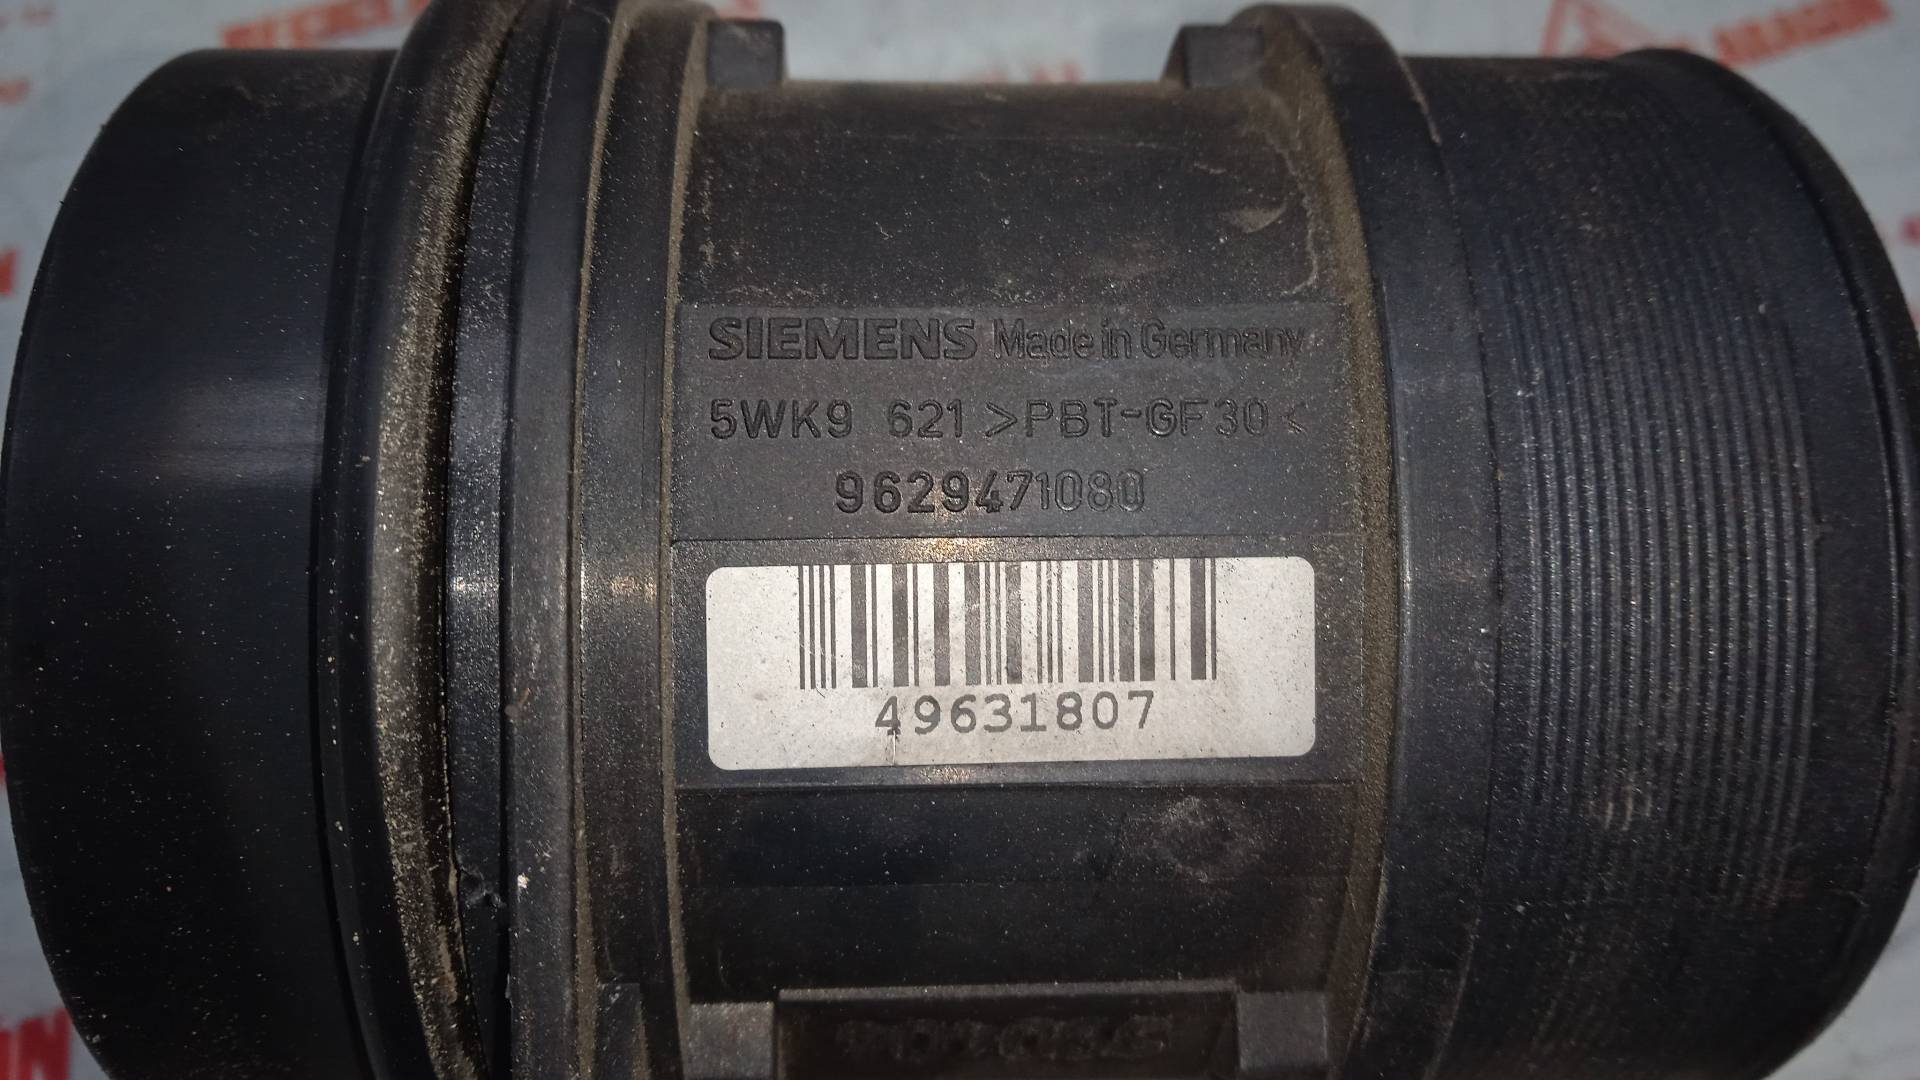 SIEMENS Made in Germany
5WK9 621 >PBT-GF30<
9629471080
49631807